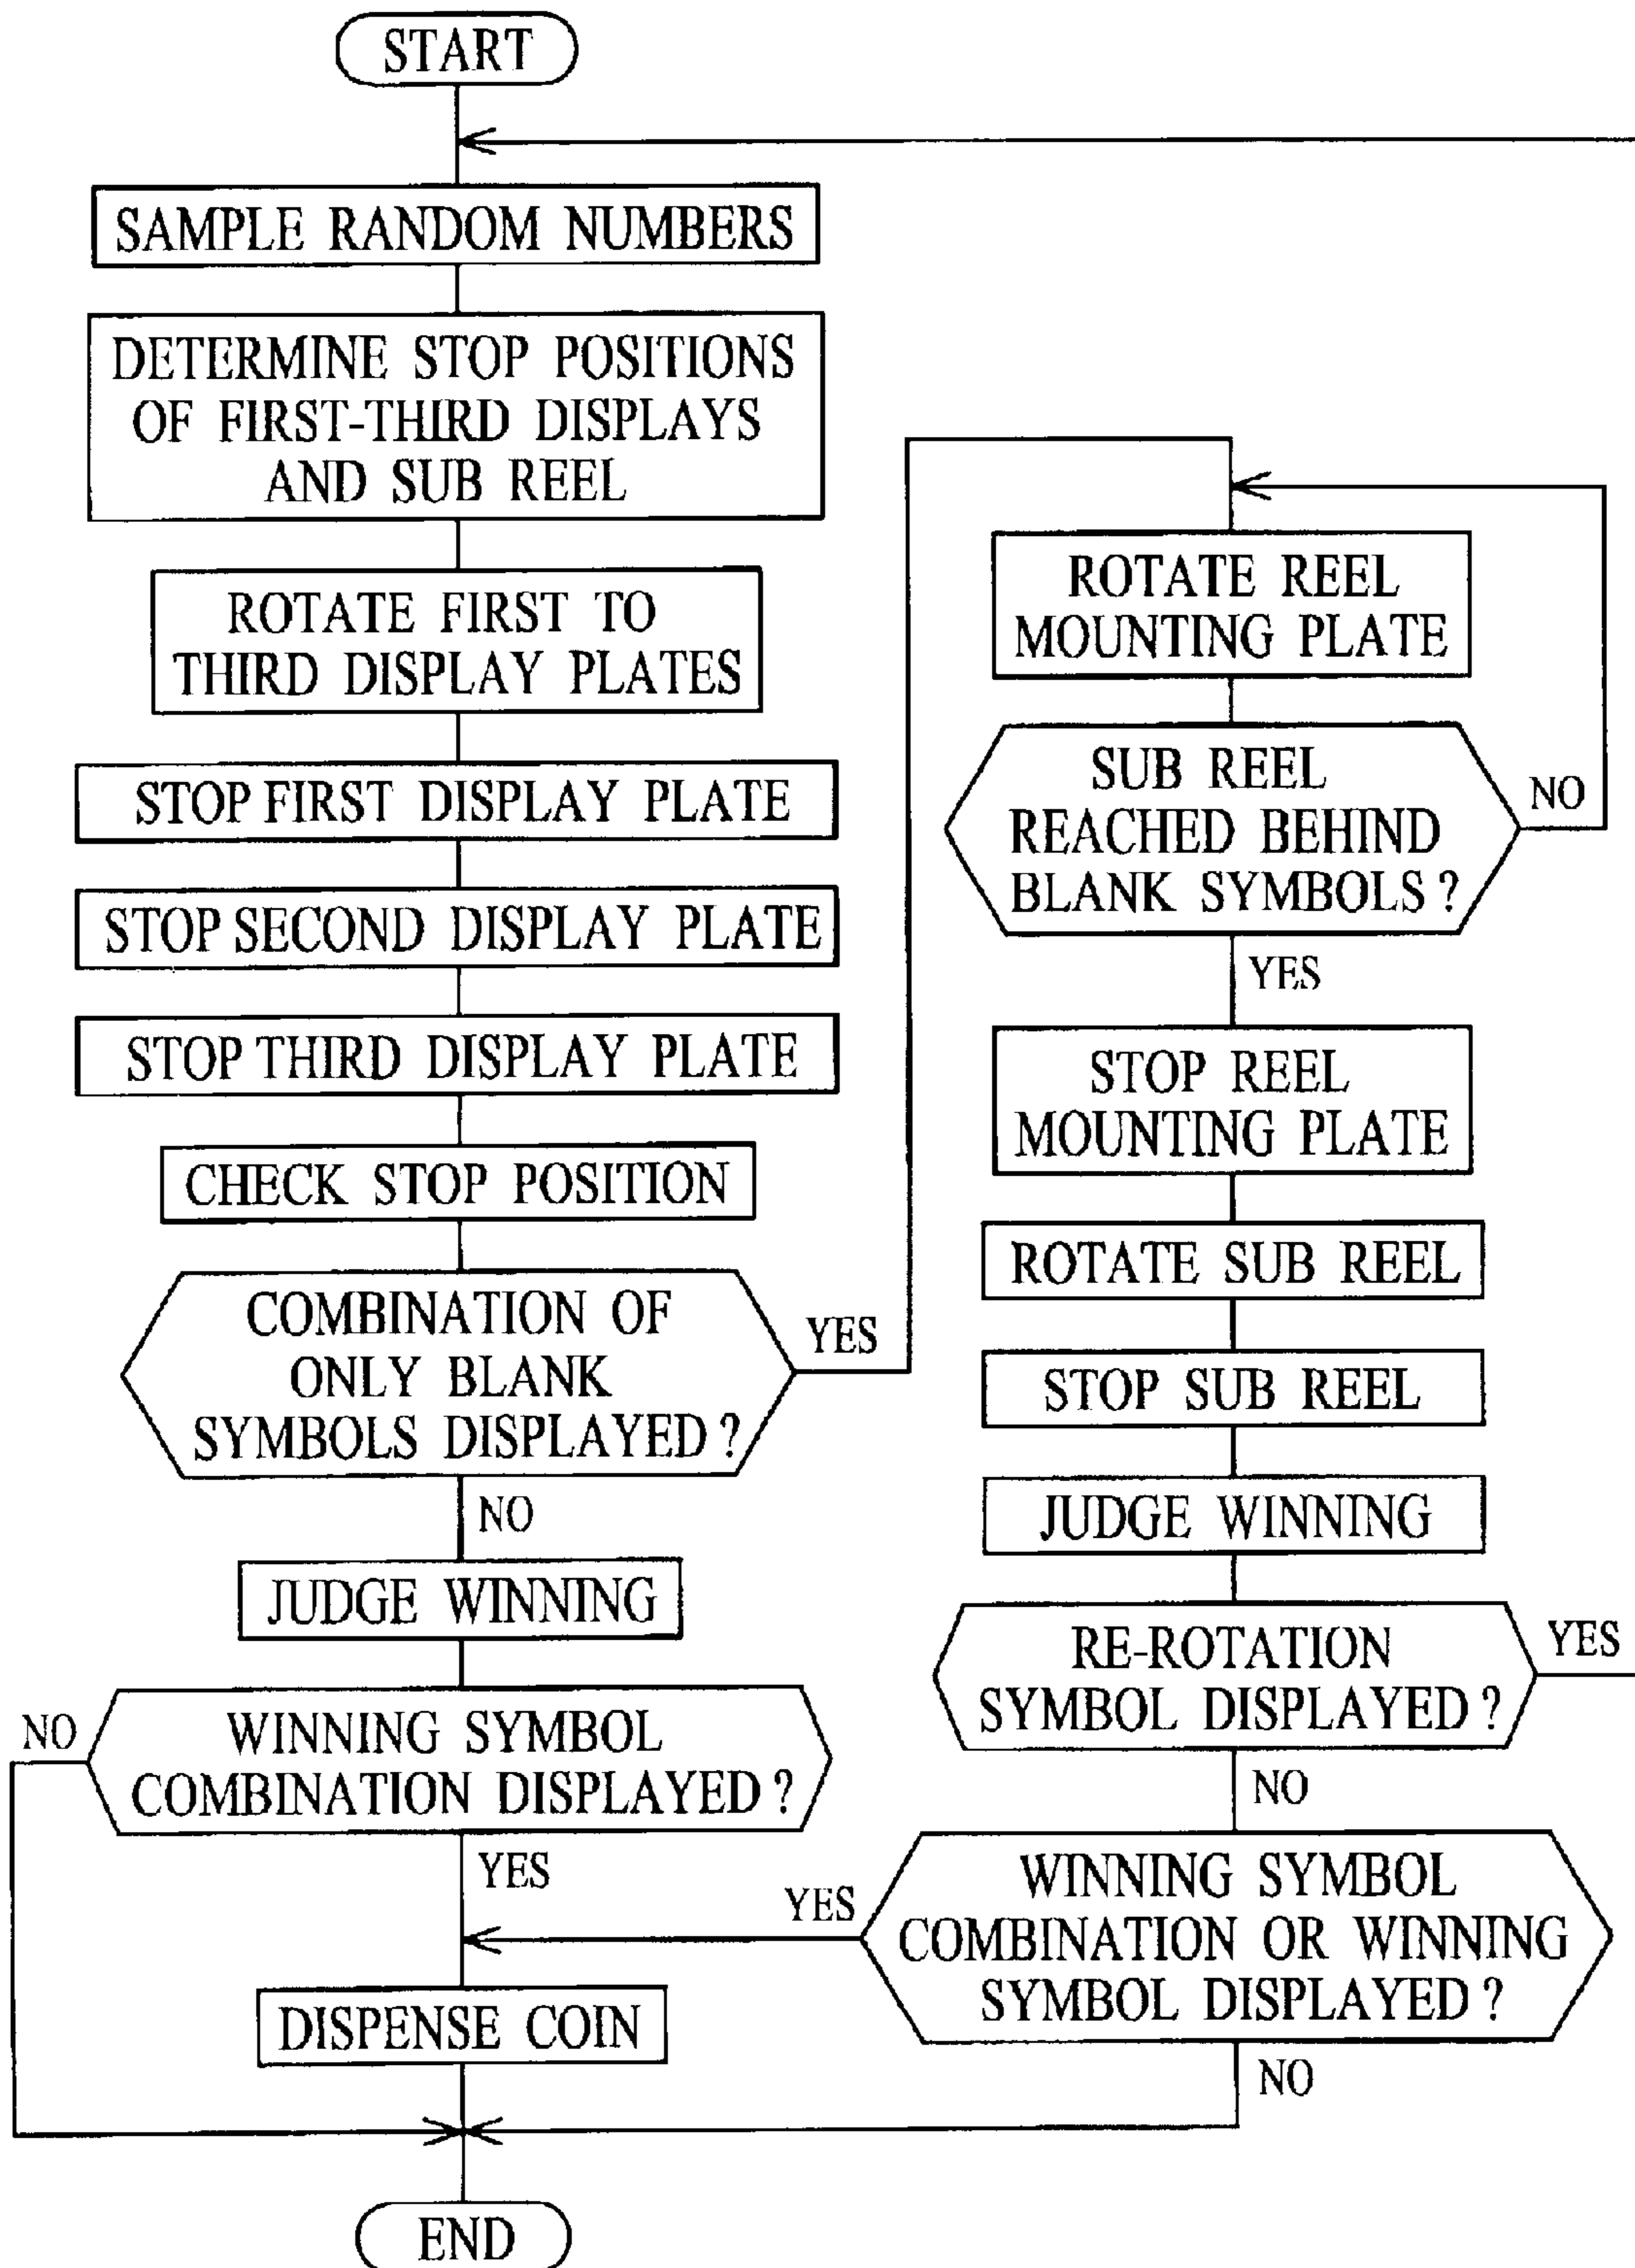 START
SAMPLE RANDOM NUMBERS
DETERMINE STOP POSITIONS
OF FIRST-THIRD DISPLAYS
AND SUB REEL
ROTATE FIRST TO
THIRD DISPLAY PLATES
STOP FIRST DISPLAY PLATE
STOP SECOND DISPLAY PLATE
STOP THIRD DISPLAY PLATE
CHECK STOP POSITION
COMBINATION OF
ONLY BLANK
SYMBOLS DISPLAYED?
YES
NO
JUDGE WINNING
NO
WINNING SYMBOL
COMBINATION DISPLAYED?
YES
DISPENSE COIN
END
ROTATE REEL
MOUNTING PLATE
SUB REEL
REACHED BEHIND
BLANK SYMBOLS?
NO
YES
STOP REEL
MOUNTING PLATE
ROTATE SUB REEL
STOP SUB REEL
JUDGE WINNING
RE-ROTATION
SYMBOL DISPLAYED?
YES
NO
WINNING SYMBOL
COMBINATION OR WINNING
SYMBOL DISPLAYED?
YES
NO